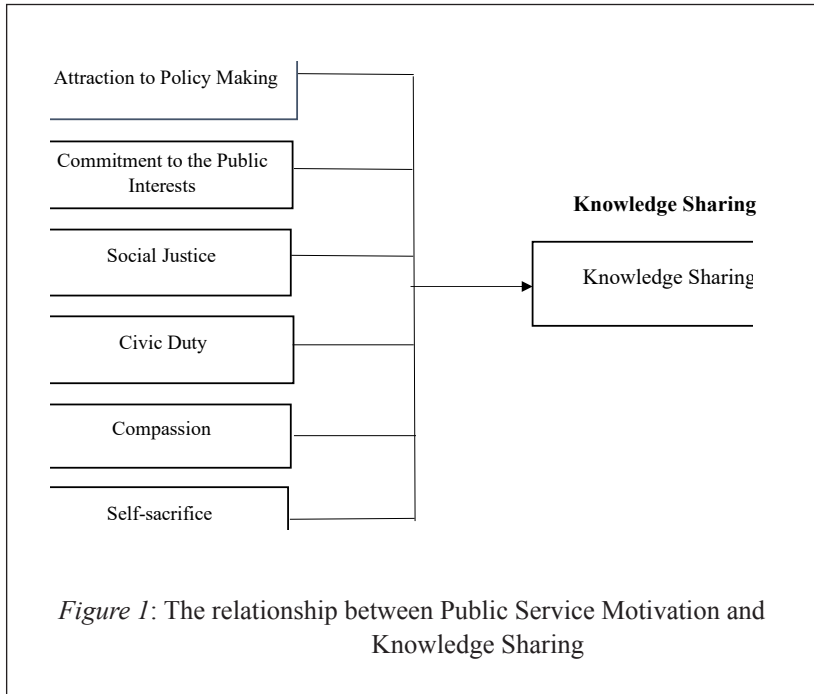 Attraction to Policy Making
Commitment to the Public
Interests
Social Justice
Civic Duty
Compassion
Self-sacrifice
Knowledge Sharing
Knowledge Sharing
Figure 1: The relationship between Public Service Motivation and
Knowledge Sharing